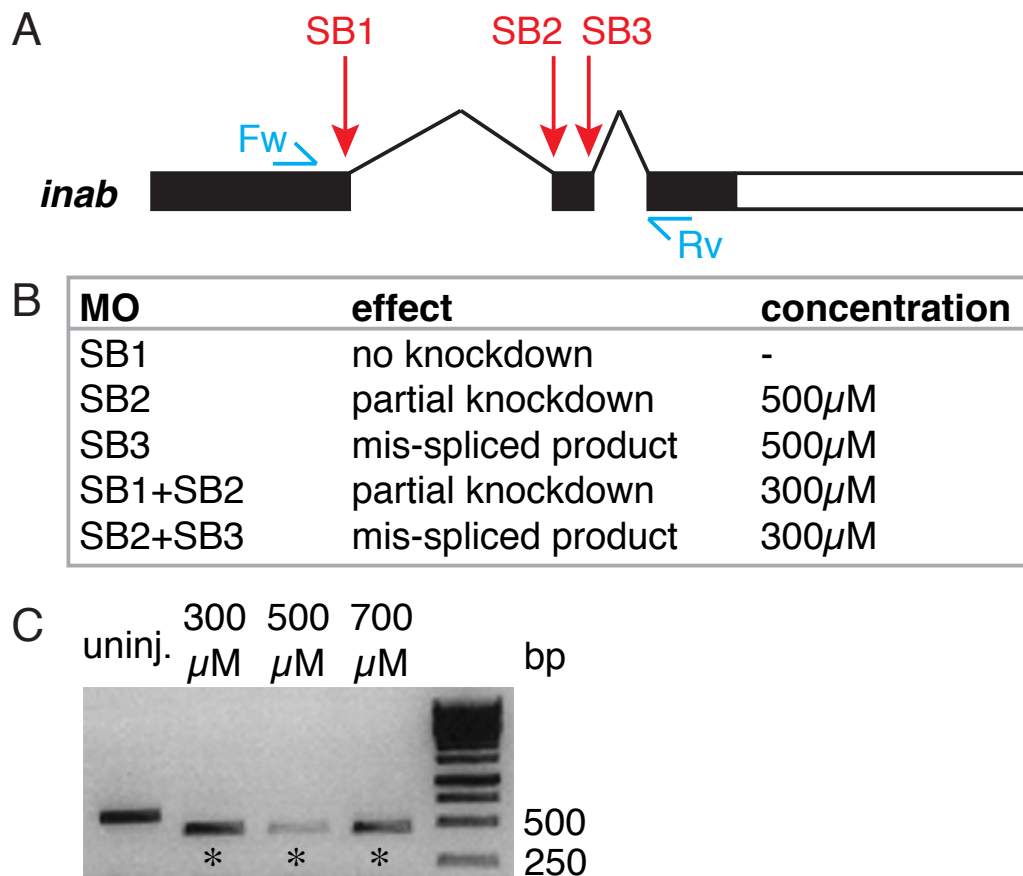 A
SB1 SB2 SB3
Fw
inab
Rv
B
MO effect concentration
SB1 no knockdown -
SB2 partial knockdown 500µM
SB3 mis-spliced product 500µM
SB1+SB2 partial knockdown 300µM
SB2+SB3 mis-spliced product 300µM
C
uninj. 300 µM 500 µM 700 µM bp
500
250
* * *